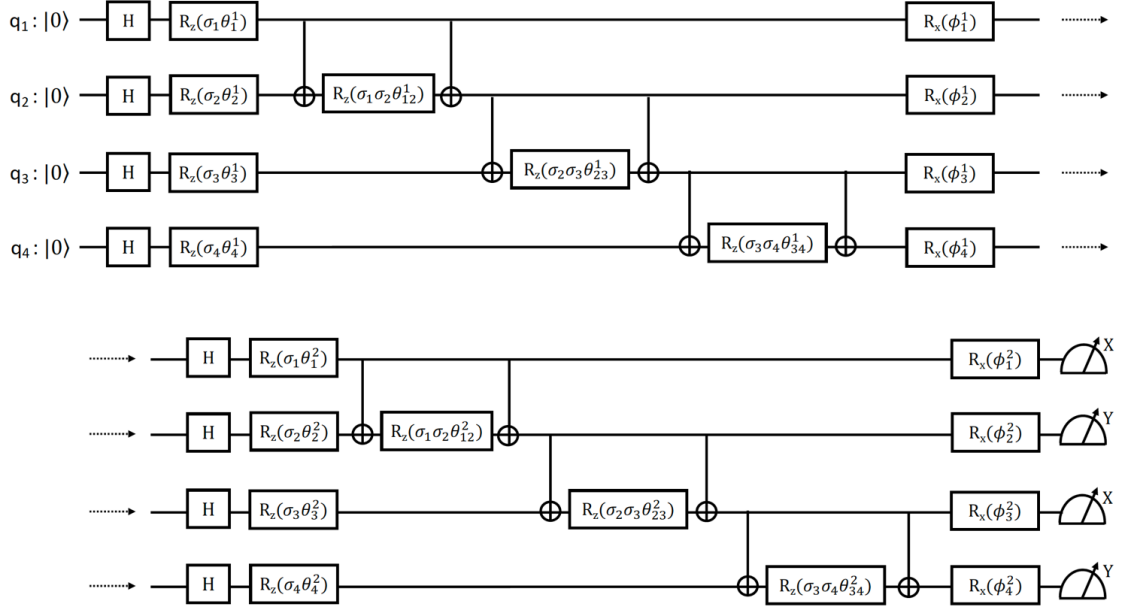 q₁: |0⟩ H R_z(σ₁θ₁¹) R_x(ϕ₁¹)
q₂: |0⟩ H R_z(σ₂θ₂¹) R_z(σ₁σ₂θ₁₂¹) R_x(ϕ₂¹)
q₃: |0⟩ H R_z(σ₃θ₃¹) R_z(σ₂σ₃θ₂₃¹) R_x(ϕ₃¹)
q₄: |0⟩ H R_z(σ₄θ₄¹) R_z(σ₃σ₄θ₃₄¹) R_x(ϕ₄¹)
H R_z(σ₁θ₁²) R_x(ϕ₁²) X
H R_z(σ₂θ₂²) R_z(σ₁σ₂θ₁₂²) R_x(ϕ₂²) Y
H R_z(σ₃θ₃²) R_z(σ₂σ₃θ₂₃²) R_x(ϕ₃²) X
H R_z(σ₄θ₄²) R_z(σ₃σ₄θ₃₄²) R_x(ϕ₄²) Y